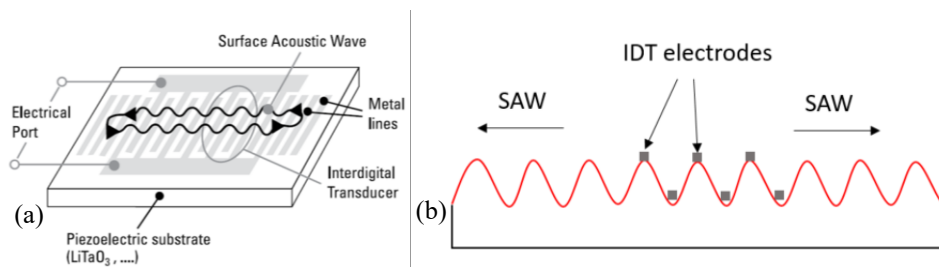 Surface Acoustic Wave
Electrical
Port
Metal
lines
Interdigital
Transducer
(a)
Piezoelectric substrate
(LiTaO3, ....)
IDT electrodes
SAW
SAW
(b)